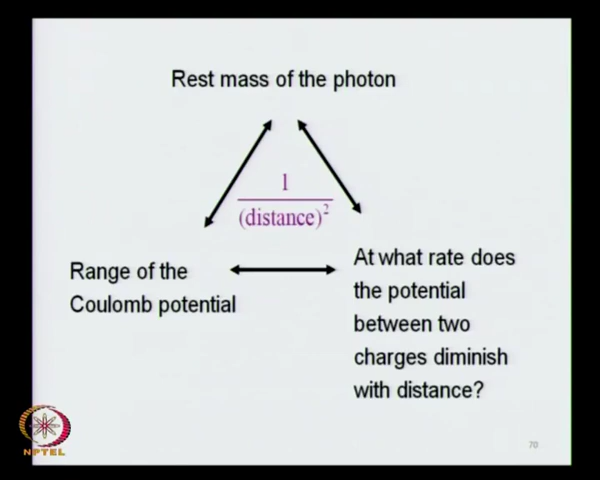 Rest mass of the photon
1
(distance)²
Range of the
Coulomb potential
At what rate does
the potential
between two
charges diminish
with distance?
NPTEL
70